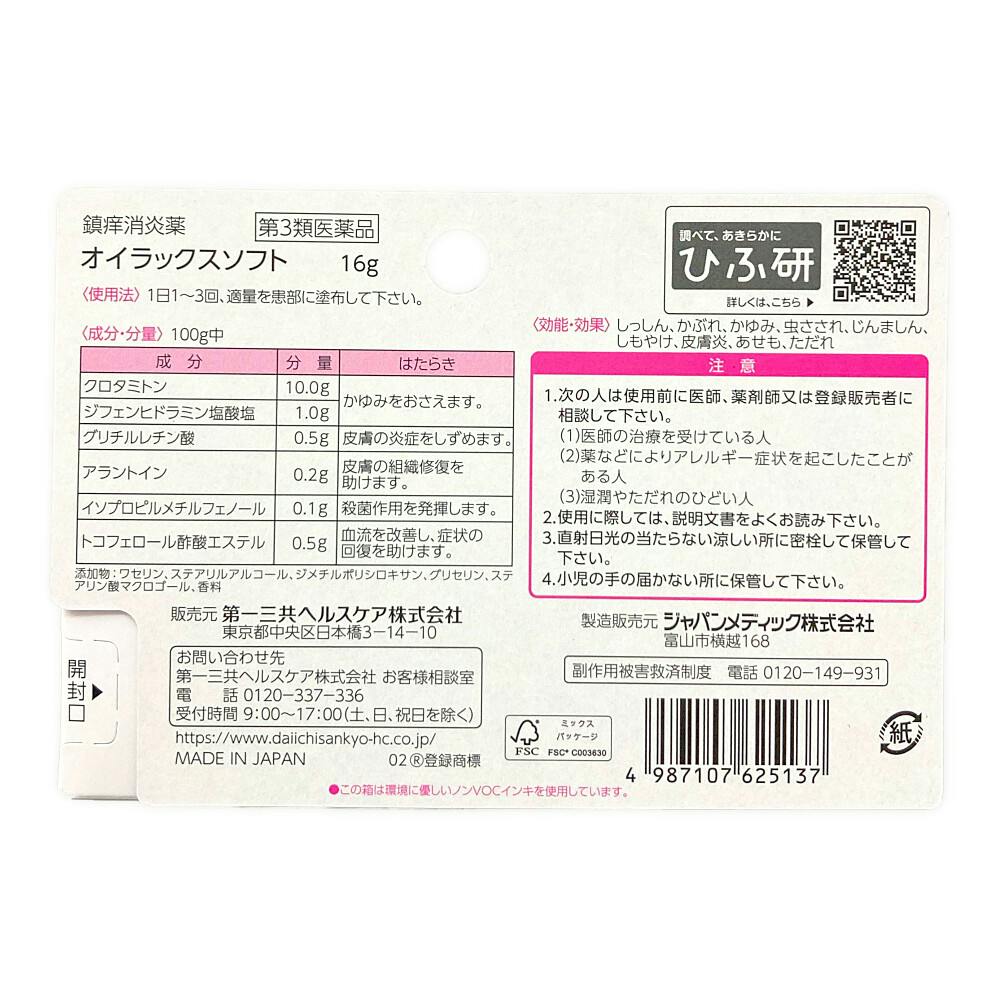 鎮痒消炎薬 第3類医薬品
オイラックスソフト 16g
〈使用法〉1日1〜3回、適量を患部に塗布して下さい。
〈成分・分量〉100g中
成分 分量 はたらき
クロタミトン 10.0g かゆみをおさえます。
ジフェンヒドラミン塩酸塩 1.0g
グリチルレチン酸 0.5g 皮膚の炎症をしずめます。
アラントイン 0.2g 皮膚の組織修復を
助けます。
イソプロピルメチルフェノール 0.1g 殺菌作用を発揮します。
トコフェロール酢酸エステル 0.5g 血流を改善し、症状の
回復を助けます。
添加物：ワセリン、ステアリルアルコール、ジメチルポリシロキサン、グリセリン、ステ
アリン酸マクロゴール、香料
調べて、あきらかに
ひふ研
詳しくは、こちら ▶
〈効能・効果〉しっしん、かぶれ、かゆみ、虫さされ、じんましん、
しもやけ、皮膚炎、あせも、ただれ
注意
1.次の人は使用前に医師、薬剤師又は登録販売者に
相談して下さい。
(1)医師の治療を受けている人
(2)薬などによりアレルギー症状を起こしたことが
ある人
(3)湿潤やただれのひどい人
2.使用に際しては、説明文書をよくお読み下さい。
3.直射日光の当たらない涼しい所に密栓して保管して
下さい。
4.小児の手の届かない所に保管して下さい。
販売元 第一三共ヘルスケア株式会社
東京都中央区日本橋3-14-10
お問い合わせ先
第一三共ヘルスケア株式会社 お客様相談室
電 話 0120-337-336
受付時間 9:00〜17:00(土、日、祝日を除く)
https://www.daiichisankyo-hc.co.jp/
MADE IN JAPAN 02 ®登録商標
製造販売元 ジャパンメディック株式会社
富山市横越168
副作用被害救済制度 電話 0120-149-931
開封口 ▶
FSC
ミックス
パッケージ
FSC® C003630
4 987107 625137
紙
●この箱は環境に優しいノンVOCインキを使用しています。